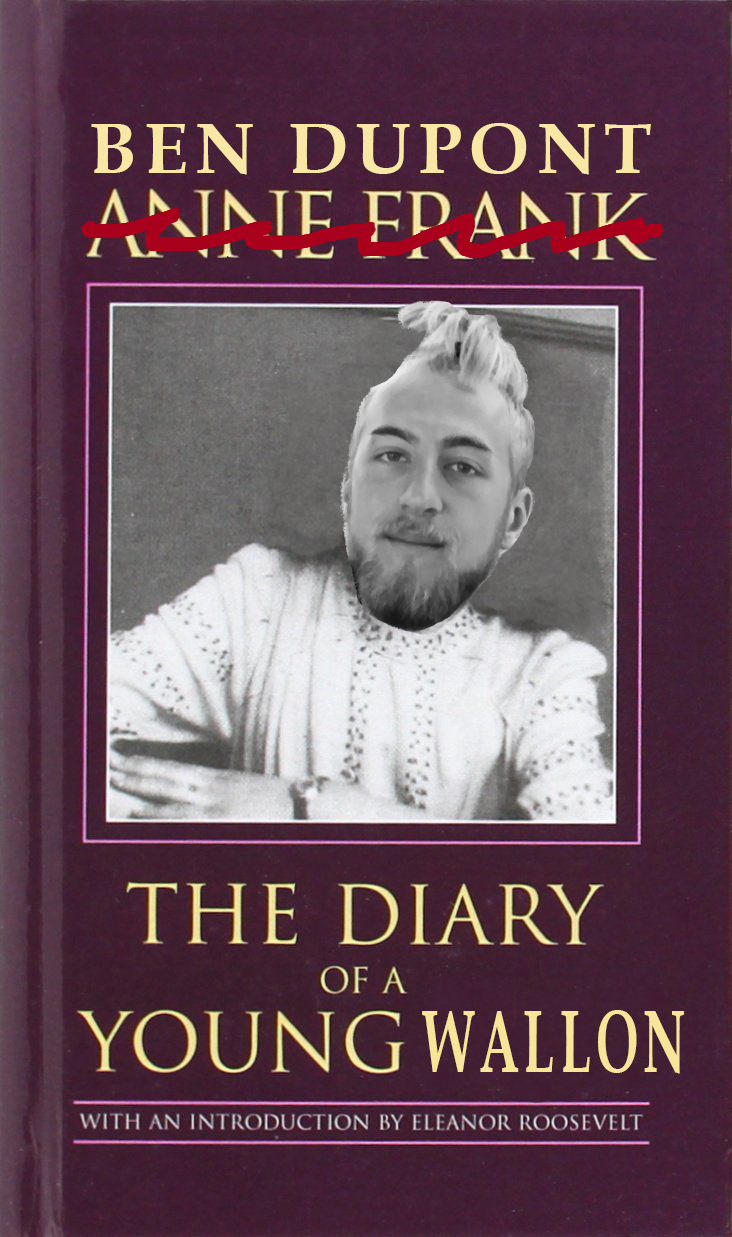 BEN DUPONT
ANNE FRANK
THE DIARY
OF A
YOUNG WALLON
WITH AN INTRODUCTION BY ELEANOR ROOSEVELT